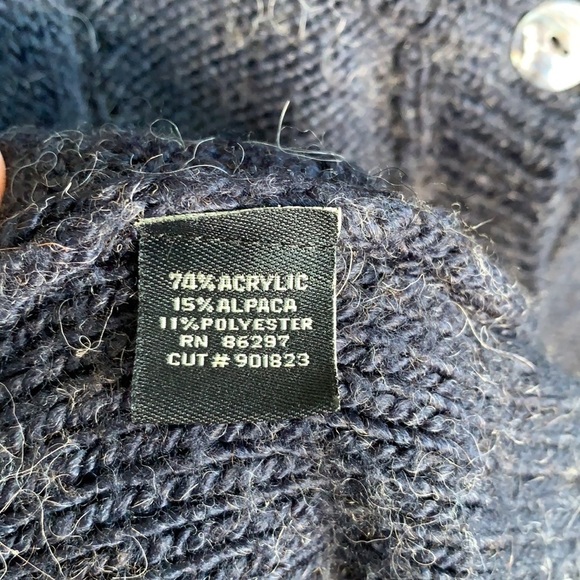 74% ACRYLIC
15% ALPACA
11% POLYESTER
RN 86297
CUT # 901823